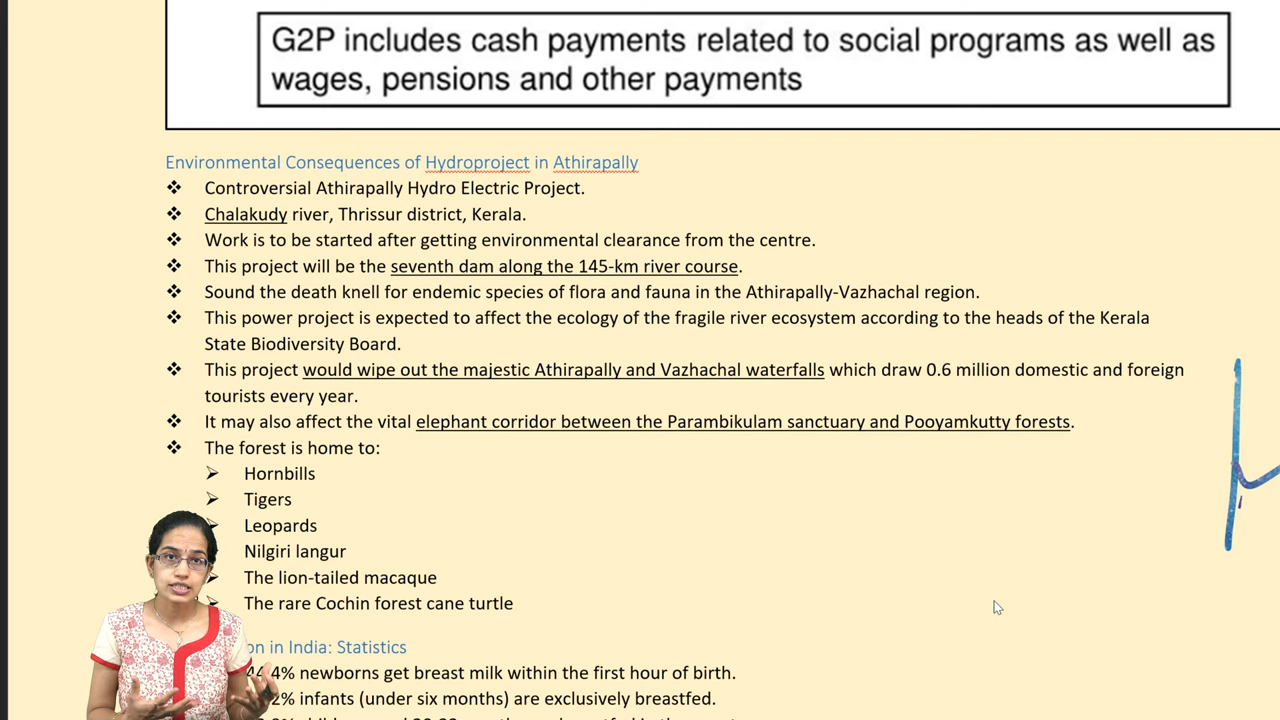 G2P includes cash payments related to social programs as well as
wages, pensions and other payments
Environmental Consequences of Hydroproject in Athirapally
❖ Controversial Athirapally Hydro Electric Project.
❖ Chalakudy river, Thrissur district, Kerala.
❖ Work is to be started after getting environmental clearance from the centre.
❖ This project will be the seventh dam along the 145-km river course.
❖ Sound the death knell for endemic species of flora and fauna in the Athirapally-Vazhachal region.
❖ This power project is expected to affect the ecology of the fragile river ecosystem according to the heads of the Kerala
State Biodiversity Board.
❖ This project would wipe out the majestic Athirapally and Vazhachal waterfalls which draw 0.6 million domestic and foreign
tourists every year.
❖ It may also affect the vital elephant corridor between the Parambikulam sanctuary and Pooyamkutty forests.
❖ The forest is home to:
➢ Hornbills
➢ Tigers
➢ Leopards
Nilgiri langur
➢ The lion-tailed macaque
➢ The rare Cochin forest cane turtle
in India: Statistics
newborns get breast milk within the first hour of birth.
infants (under six months) are exclusively breastfed.